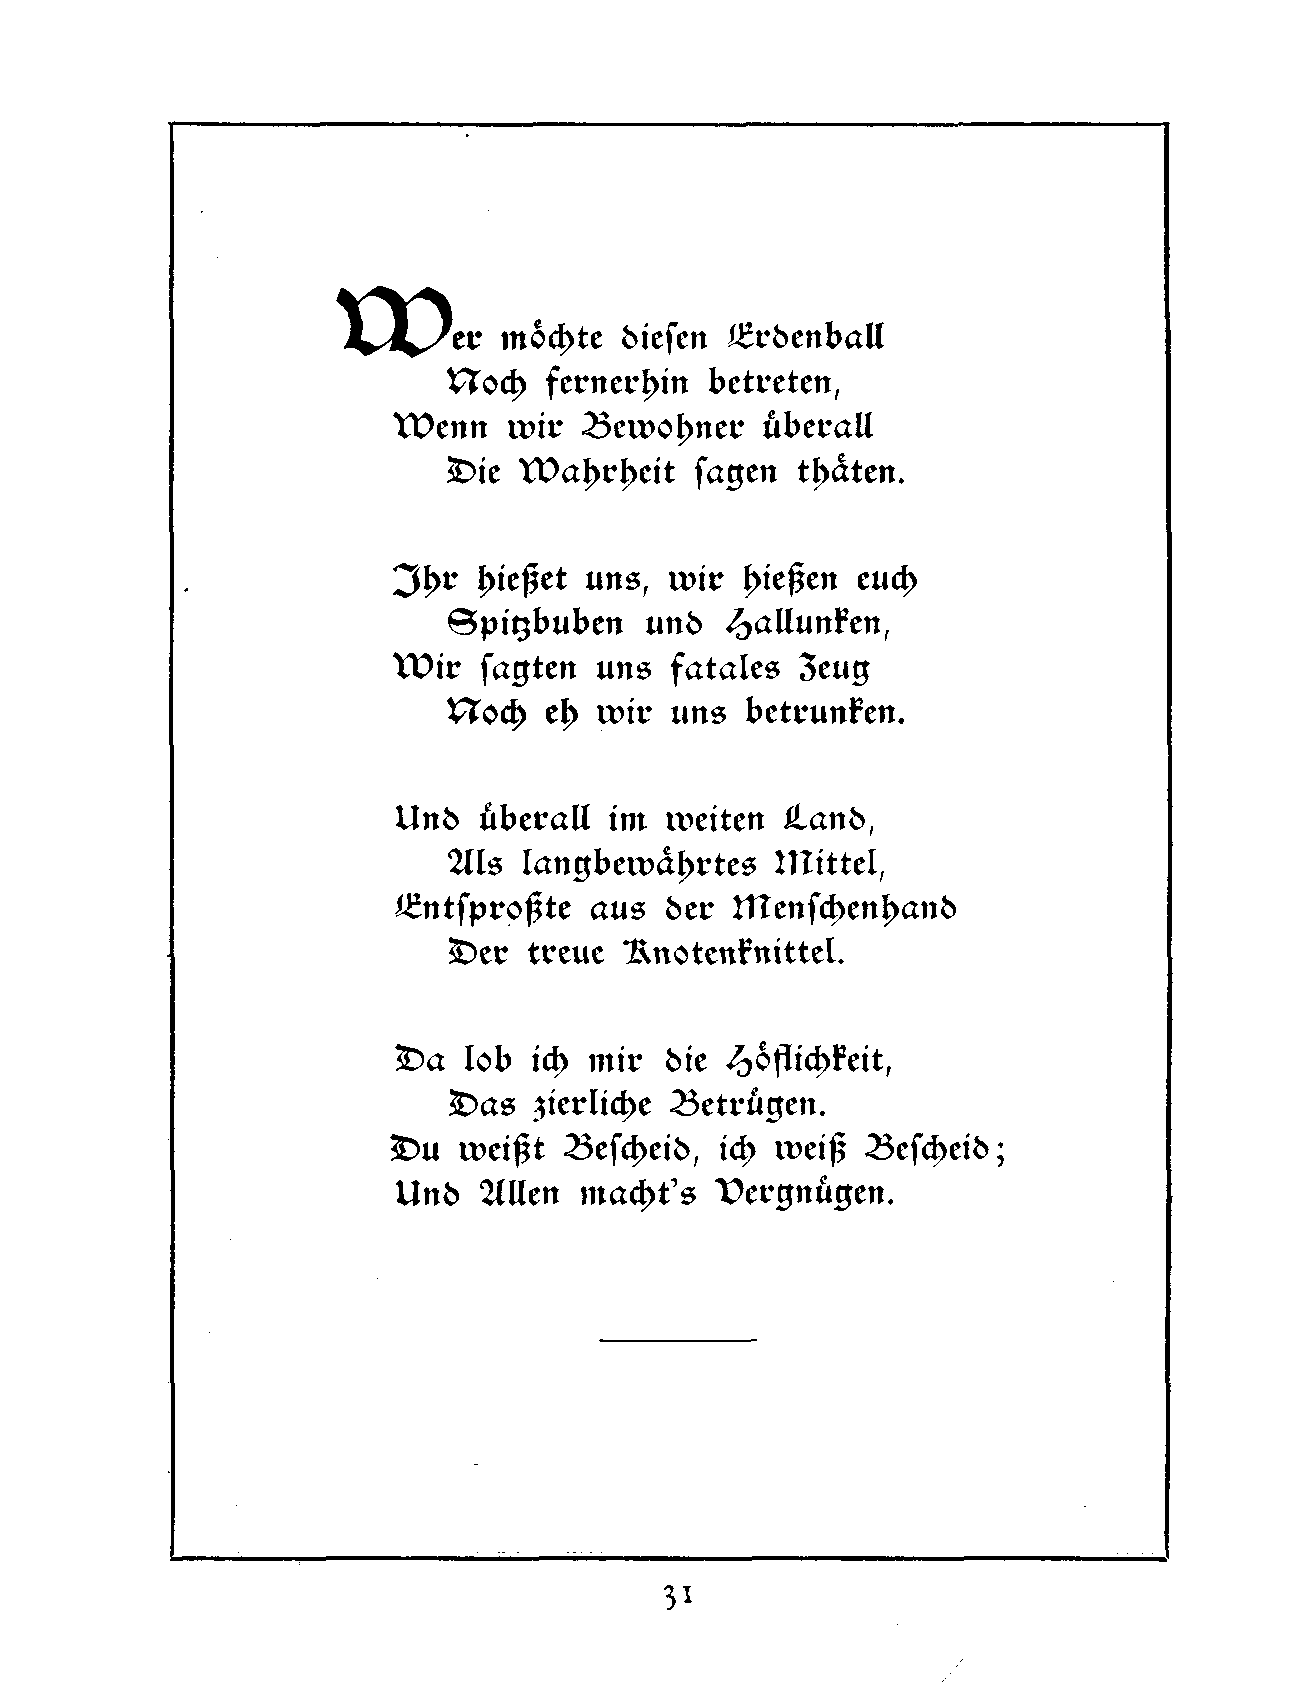 Wer möchte dieſen Erdenball
Noch fernerhin betreten,
Wenn wir Bewohner überall
Die Wahrheit ſagen thäten.
Ihr hießet uns, wir hießen euch
Spitzbuben und Hallunken,
Wir ſagten uns fatales Zeug
Noch eh wir uns betrunken.
Und überall im weiten Land,
Als langbewährtes Mittel,
Entſproßte aus der Menſchenhand
Der treue Knotenknittel.
Da lob ich mir die Höflichkeit,
Das zierliche Betrügen.
Du weißt Beſcheid, ich weiß Beſcheid;
Und Allen macht's Vergnügen.
31